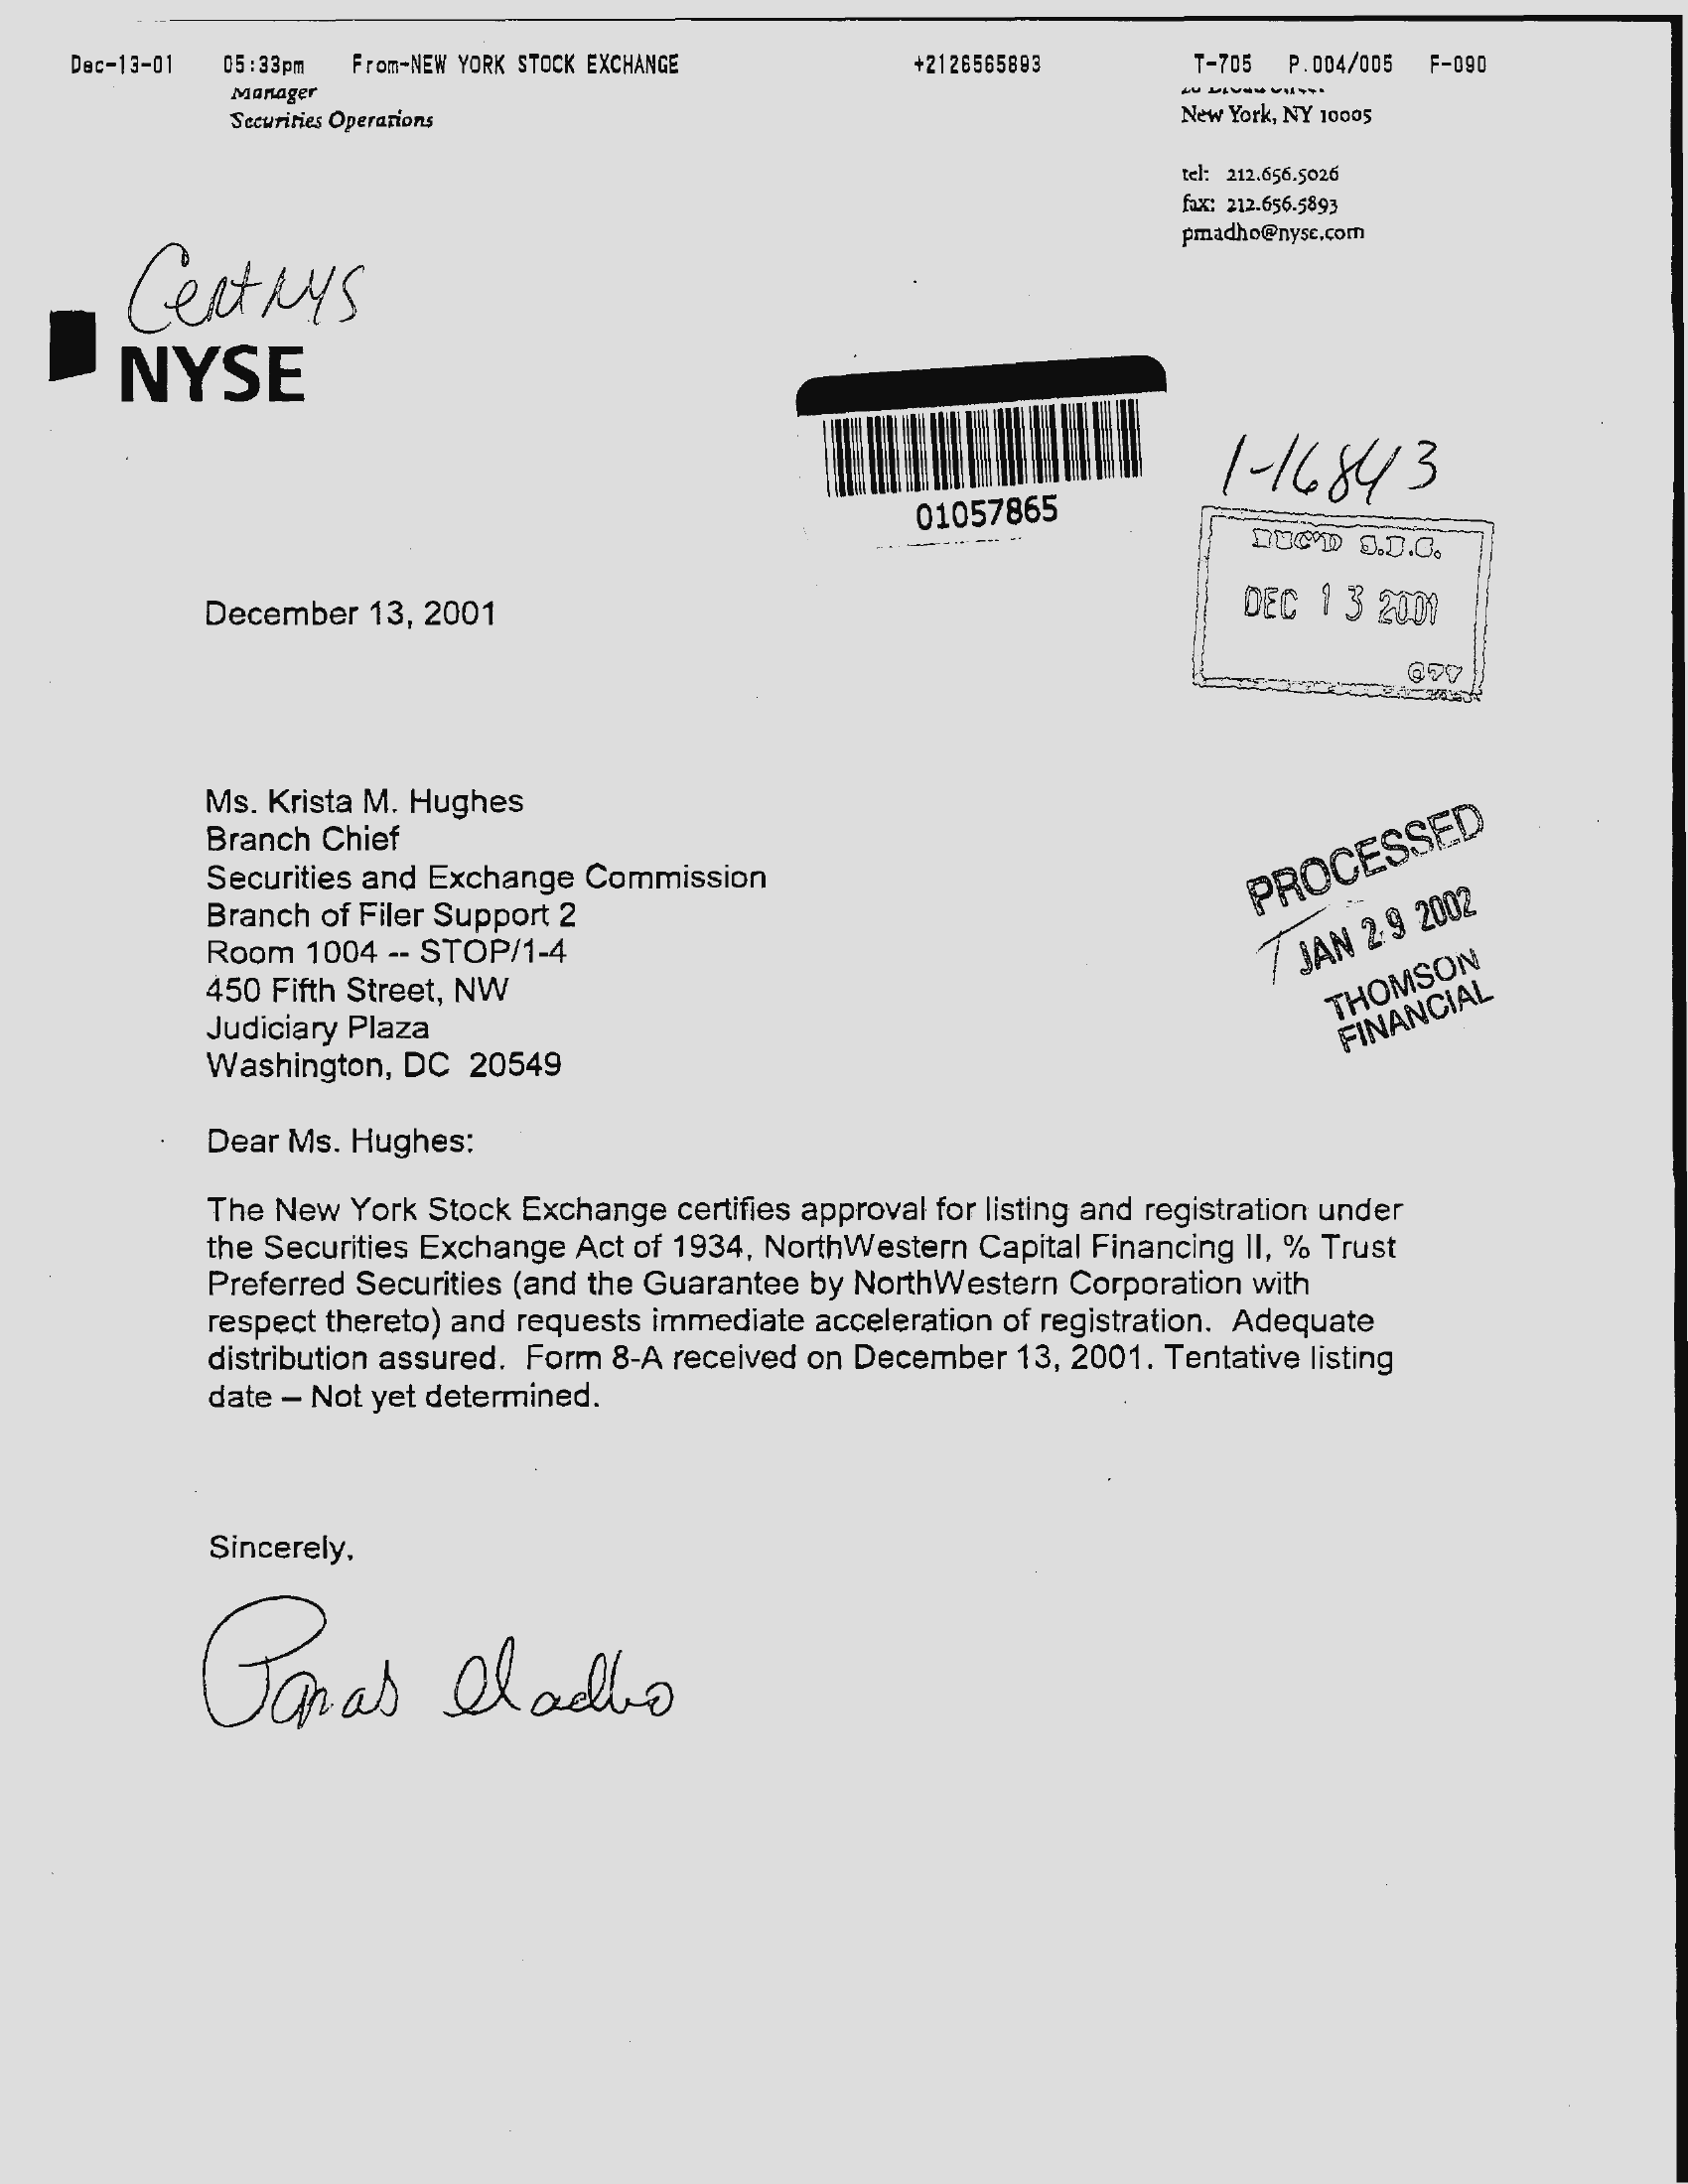 Dec-13-01 05:33pm From-NEW YORK STOCK EXCHANGE +2126565893 T-705 P.004/005 F-090
Manager
Securities Operations
New York, NY 10005
tel: 212.656.5026
fax: 212.656.5893
pmadho@nyse.com
Cert NYS
NYSE
01057865
1-16843
REC'D S.E.C.
DEC 13 2001
December 13, 2001
Ms. Krista M. Hughes
Branch Chief
Securities and Exchange Commission
Branch of Filer Support 2
Room 1004 -- STOP/1-4
450 Fifth Street, NW
Judiciary Plaza
Washington, DC 20549
PROCESSED
JAN 29 2002
THOMSON
FINANCIAL
Dear Ms. Hughes:
The New York Stock Exchange certifies approval for listing and registration under
the Securities Exchange Act of 1934, NorthWestern Capital Financing II, % Trust
Preferred Securities (and the Guarantee by NorthWestern Corporation with
respect thereto) and requests immediate acceleration of registration. Adequate
distribution assured. Form 8-A received on December 13, 2001. Tentative listing
date – Not yet determined.
Sincerely,
Madho